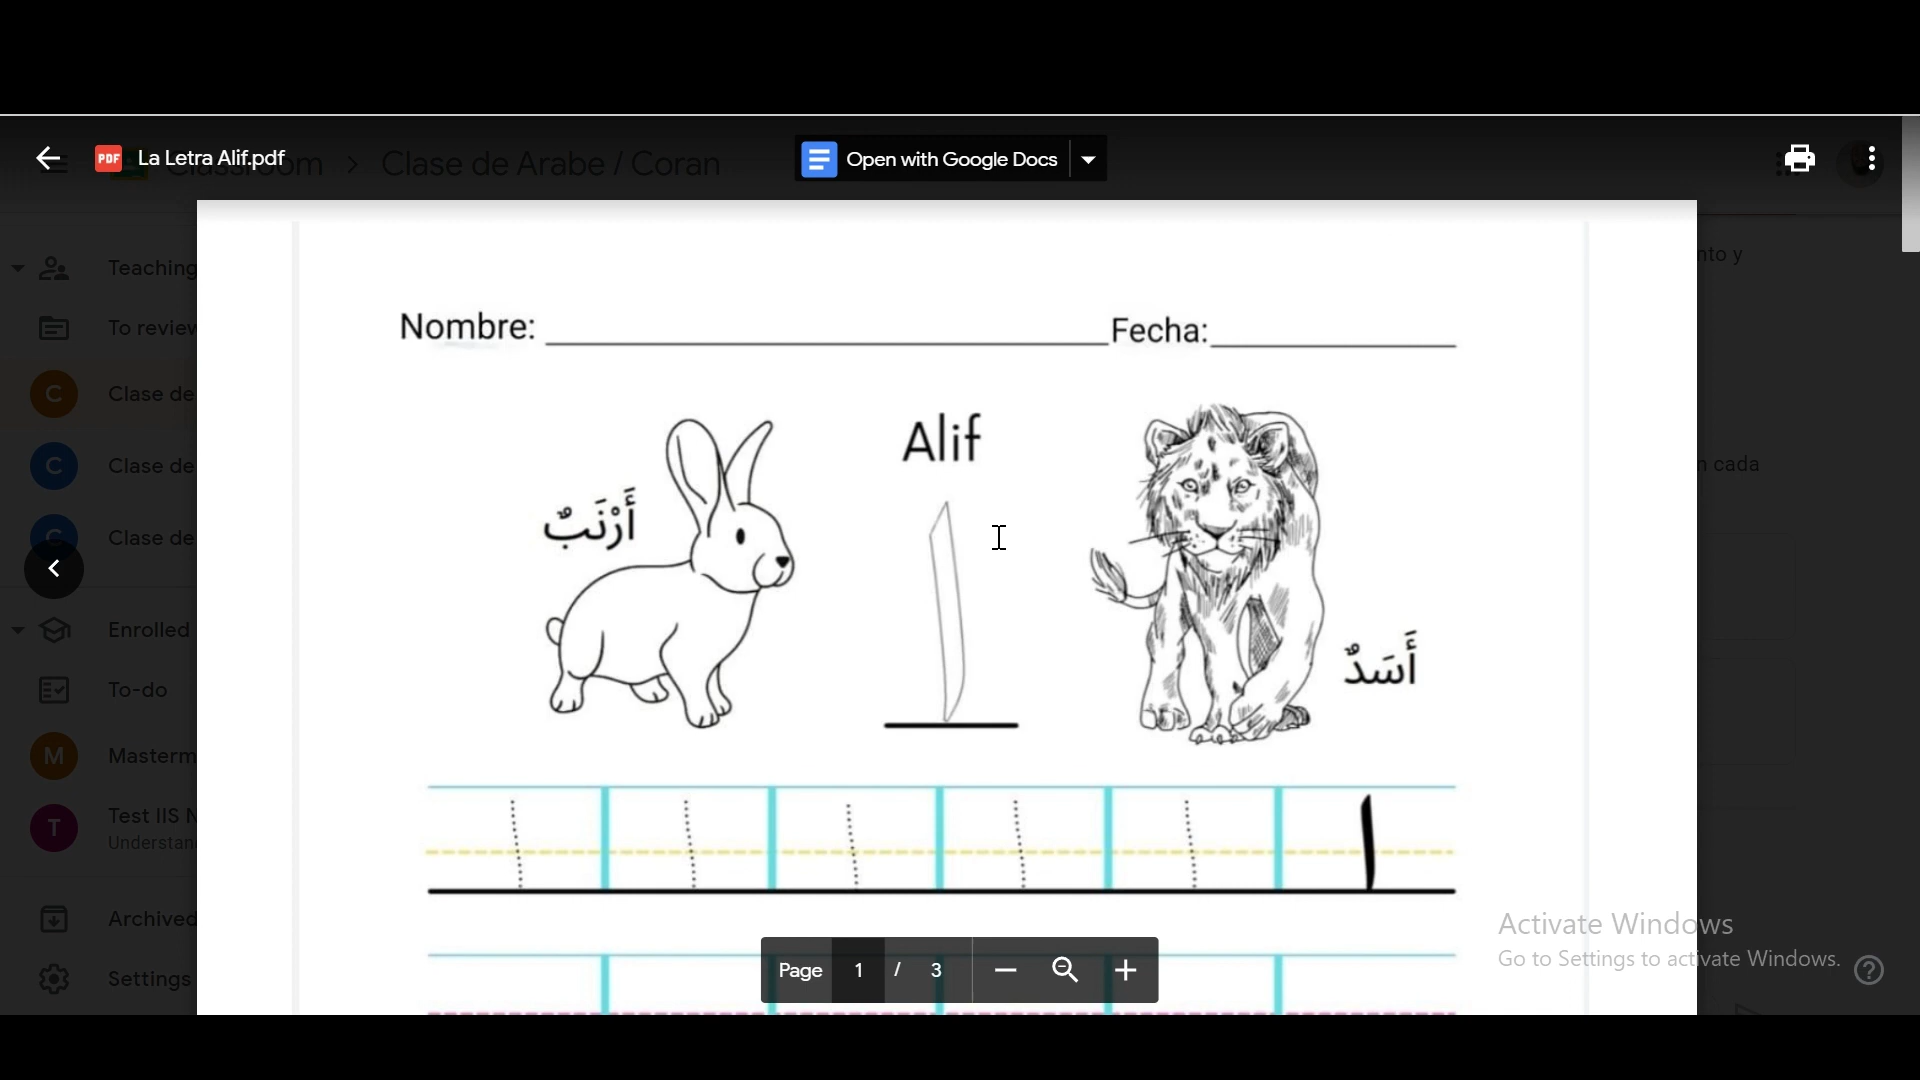 La Letra Alif.pdf
Classroom > Clase de Arabe / Coran
Open with Google Docs
Teaching
nto y
To review
Nombre: Fecha:
Clase de
Alif
Clase de
n cada
أَرْنَبٌ
Clase de
ا
Enrolled
أَسَدٌ
To-do
M
Masterm
T
Test IIS N
Understan
ا
Archived
Activate Windows
Go to Settings to activate Windows.
Page 1 / 3
Settings